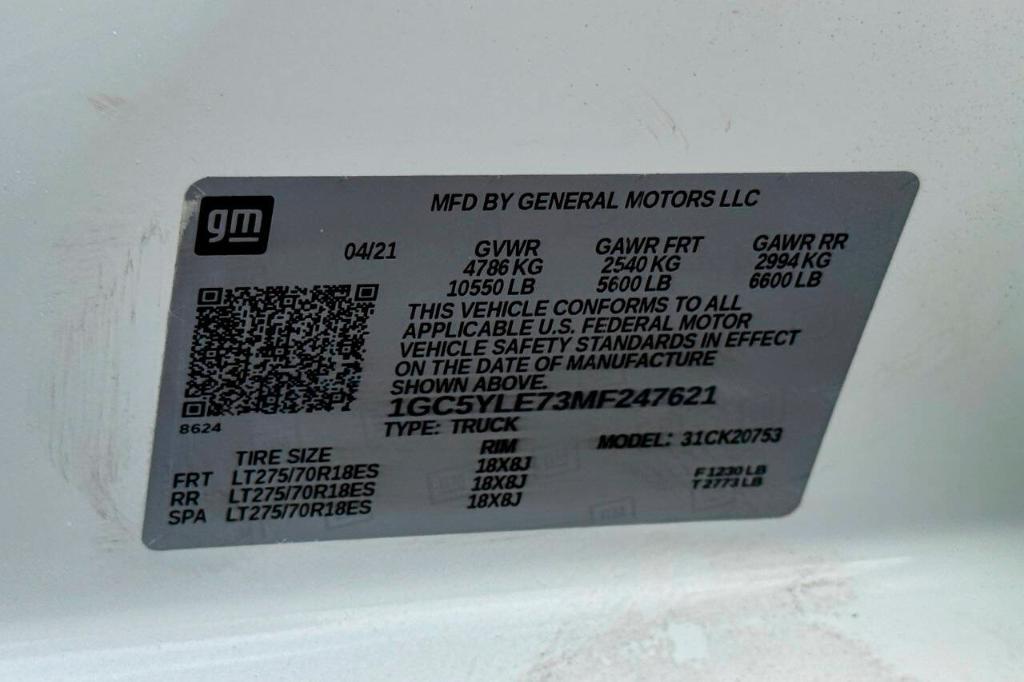 gm
MFD BY GENERAL MOTORS LLC
04/21 GVWR GAWR FRT GAWR RR
4786 KG 2540 KG 2994 KG
10550 LB 5600 LB 6600 LB
THIS VEHICLE CONFORMS TO ALL
APPLICABLE U.S. FEDERAL MOTOR
VEHICLE SAFETY STANDARDS IN EFFECT
ON THE DATE OF MANUFACTURE
SHOWN ABOVE.
1GC5YLE73MF247621
8624
TYPE: TRUCK MODEL: 31CK20753
TIRE SIZE RIM
FRT LT275/70R18ES 18X8J F 1230 LB
RR LT275/70R18ES 18X8J T 2773 LB
SPA LT275/70R18ES 18X8J